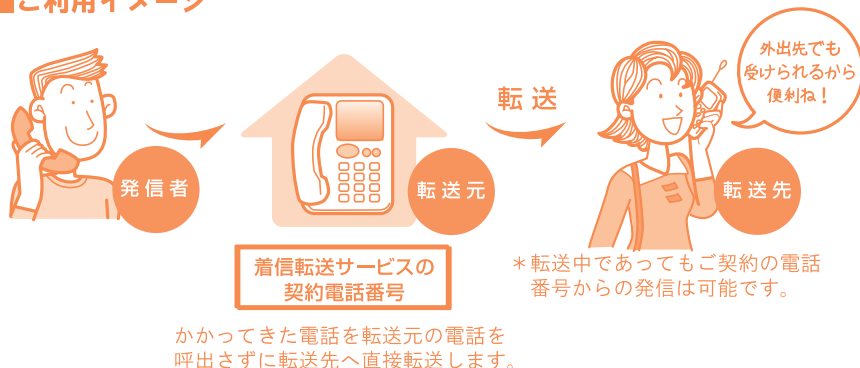 ■ご利用イメージ
外出先でも
受けられるから
便利ね！
転送
発信者
転送元
転送先
着信転送サービスの
契約電話番号
＊転送中であってもご契約の電話
番号からの発信は可能です。
かかってきた電話を転送元の電話を
呼出さずに転送先へ直接転送します。